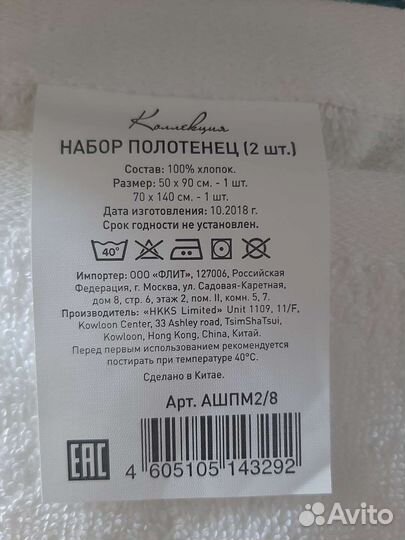 Коллекция
НАБОР ПОЛОТЕНЕЦ (2 шт.)
Состав: 100% хлопок.
Размер: 50 х 90 см. - 1 шт.
70 х 140 см. - 1 шт.
Дата изготовления: 10.2018 г.
Срок годности не установлен.
40°
Импортер: ООО «ФЛИТ», 127006, Российская
Федерация, г. Москва, ул. Садовая-Каретная,
дом 8, стр. 6, этаж 2, пом. II, комн. 5, 7.
Производитель: «HKKS Limited» Unit 1109, 11/F,
Kowloon Center, 33 Ashley road, TsimShaTsui,
Kowloon, Hong Kong, China, Китай.
Перед первым использованием рекомендуется
постирать при температуре 40°С.
Сделано в Китае.
Арт. АШПМ2/8
EAC
4 605105 143292
Avito